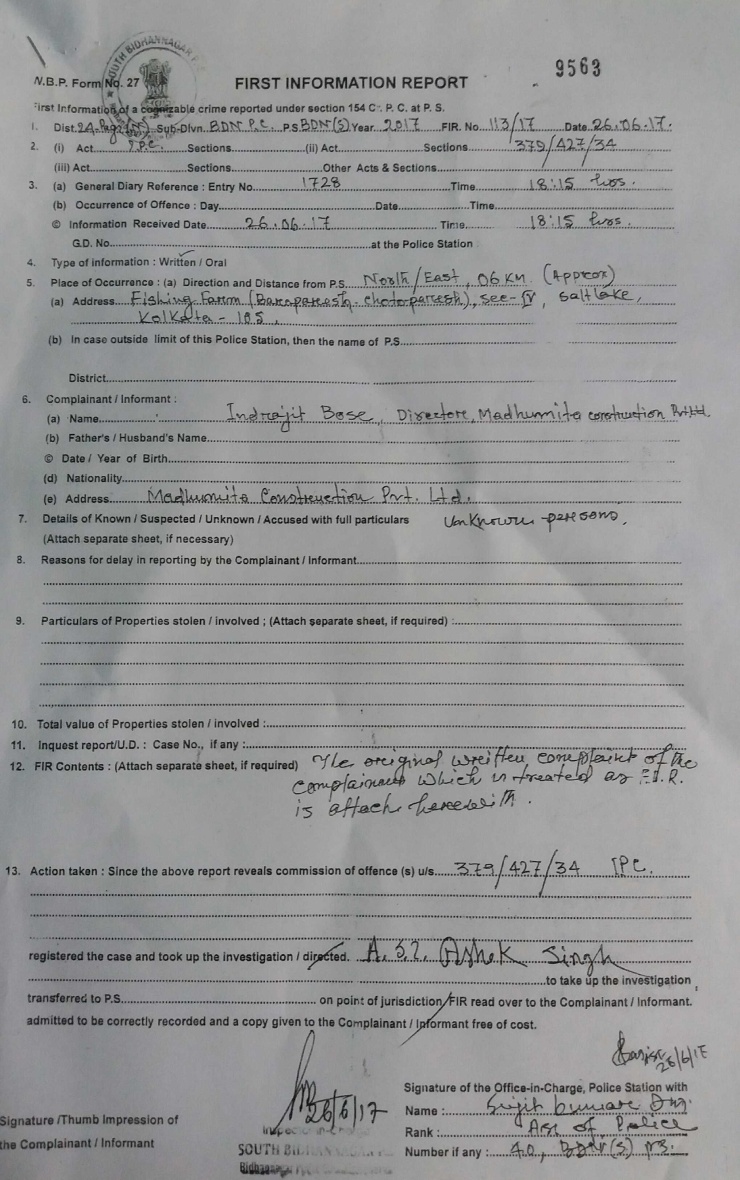 SOUTH BIDHANNAGAR P.S.
9563
W.B.P. Form No. 27
FIRST INFORMATION REPORT
First Information of a cognizable crime reported under section 154 Cr. P. C. at P. S.
1. Dist. 24-Pgs(N) Sub-Dlvn. BDN P.C. P.S BDN(S) Year 2017 FIR. No. 113/17 Date 26.06.17.
2. (i) Act I.P.C. Sections (ii) Act Sections 379/427/34
(iii) Act Sections Other Acts & Sections
3. (a) General Diary Reference : Entry No. 1728 Time 18:15 hrs.
(b) Occurrence of Offence : Day Date Time
© Information Received Date 26.06.17 Time 18:15 hrs.
G.D. No. at the Police Station
4. Type of information : Written / Oral
5. Place of Occurrence : (a) Direction and Distance from P.S. North/East, 06 KM. (Approx)
(a) Address Fishing Farm (Baraparesh, chotoparesh), sec-IV, saltlake,
Kolkata - 105,
(b) In case outside limit of this Police Station, then the name of P.S.
District
6. Complainant / Informant :
(a) Name Indrajit Bose, Directore, Madhumita construction Pvt. Ltd.
(b) Father's / Husband's Name
© Date / Year of Birth
(d) Nationality
(e) Address Madhumita Construction Pvt. Ltd.
7. Details of Known / Suspected / Unknown / Accused with full particulars Unknown persons.
(Attach separate sheet, if necessary)
8. Reasons for delay in reporting by the Complainant / Informant
9. Particulars of Properties stolen / involved ; (Attach separate sheet, if required) :
10. Total value of Properties stolen / involved :
11. Inquest report/U.D. : Case No., if any :
12. FIR Contents : (Attach separate sheet, if required) The original written complaint of the
complainant which is treated as F.I.R.
is attach herewith.
13. Action taken : Since the above report reveals commission of offence (s) u/s. 379/427/34 IPC.
registered the case and took up the investigation / directed. A.S.I. Ashok Singh
to take up the investigation
transferred to P.S. on point of jurisdiction/FIR read over to the Complainant / Informant.
admitted to be correctly recorded and a copy given to the Complainant / Informant free of cost.
26/6/17
26/6/17
Signature of the Office-in-Charge, Police Station with
Signature /Thumb Impression of
the Complainant / Informant
Name : Sujit kumar
Rank : ASI of Police
Number if any : BDN(S) PS.
SOUTH